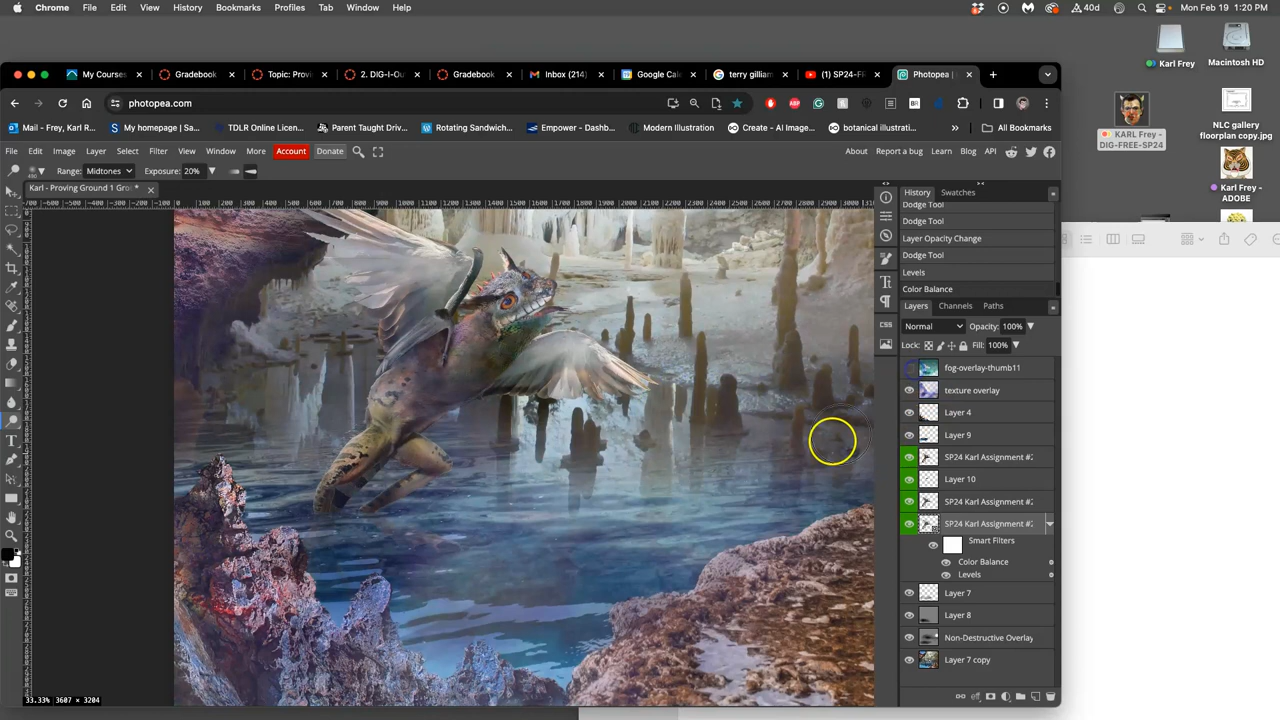 Chrome File Edit View History Bookmarks Profiles Tab Window Help 40d Mon Feb 19 1:20 PM
My Courses Gradebook Topic: Provi 2. DIG-I-Ou Gradebook Inbox (214) Google Cal terry gilliam (1) SP24-FR Photopea |
photopea.com
Mail - Frey, Karl R... My homepage | Sa... TDLR Online Licen... Parent Taught Driv... Rotating Sandwich... Empower - Dashb... Modern Illustration Create - AI Image... botanical illustrati... » All Bookmarks
File Edit Image Layer Select Filter View Window More Account Donate About Report a bug Learn Blog API
Range: Midtones Exposure: 20%
Karl - Proving Ground 1 Gro *
History Swatches
Dodge Tool
Dodge Tool
Layer Opacity Change
Dodge Tool
Levels
Color Balance
Layers Channels Paths
Normal Opacity: 100%
Lock: Fill: 100%
fog-overlay-thumb11
texture overlay
Layer 4
Layer 9
SP24 Karl Assignment #2
Layer 10
SP24 Karl Assignment #2
SP24 Karl Assignment #2
Smart Filters
Color Balance
Levels
Layer 7
Layer 8
Non-Destructive Overlay
Layer 7 copy
CSS
33.33% 3607 × 3204
Karl Frey
Macintosh HD
KARL Frey -
DIG-FREE-SP24
NLC gallery
floorplan copy.jpg
Karl Frey -
ADOBE